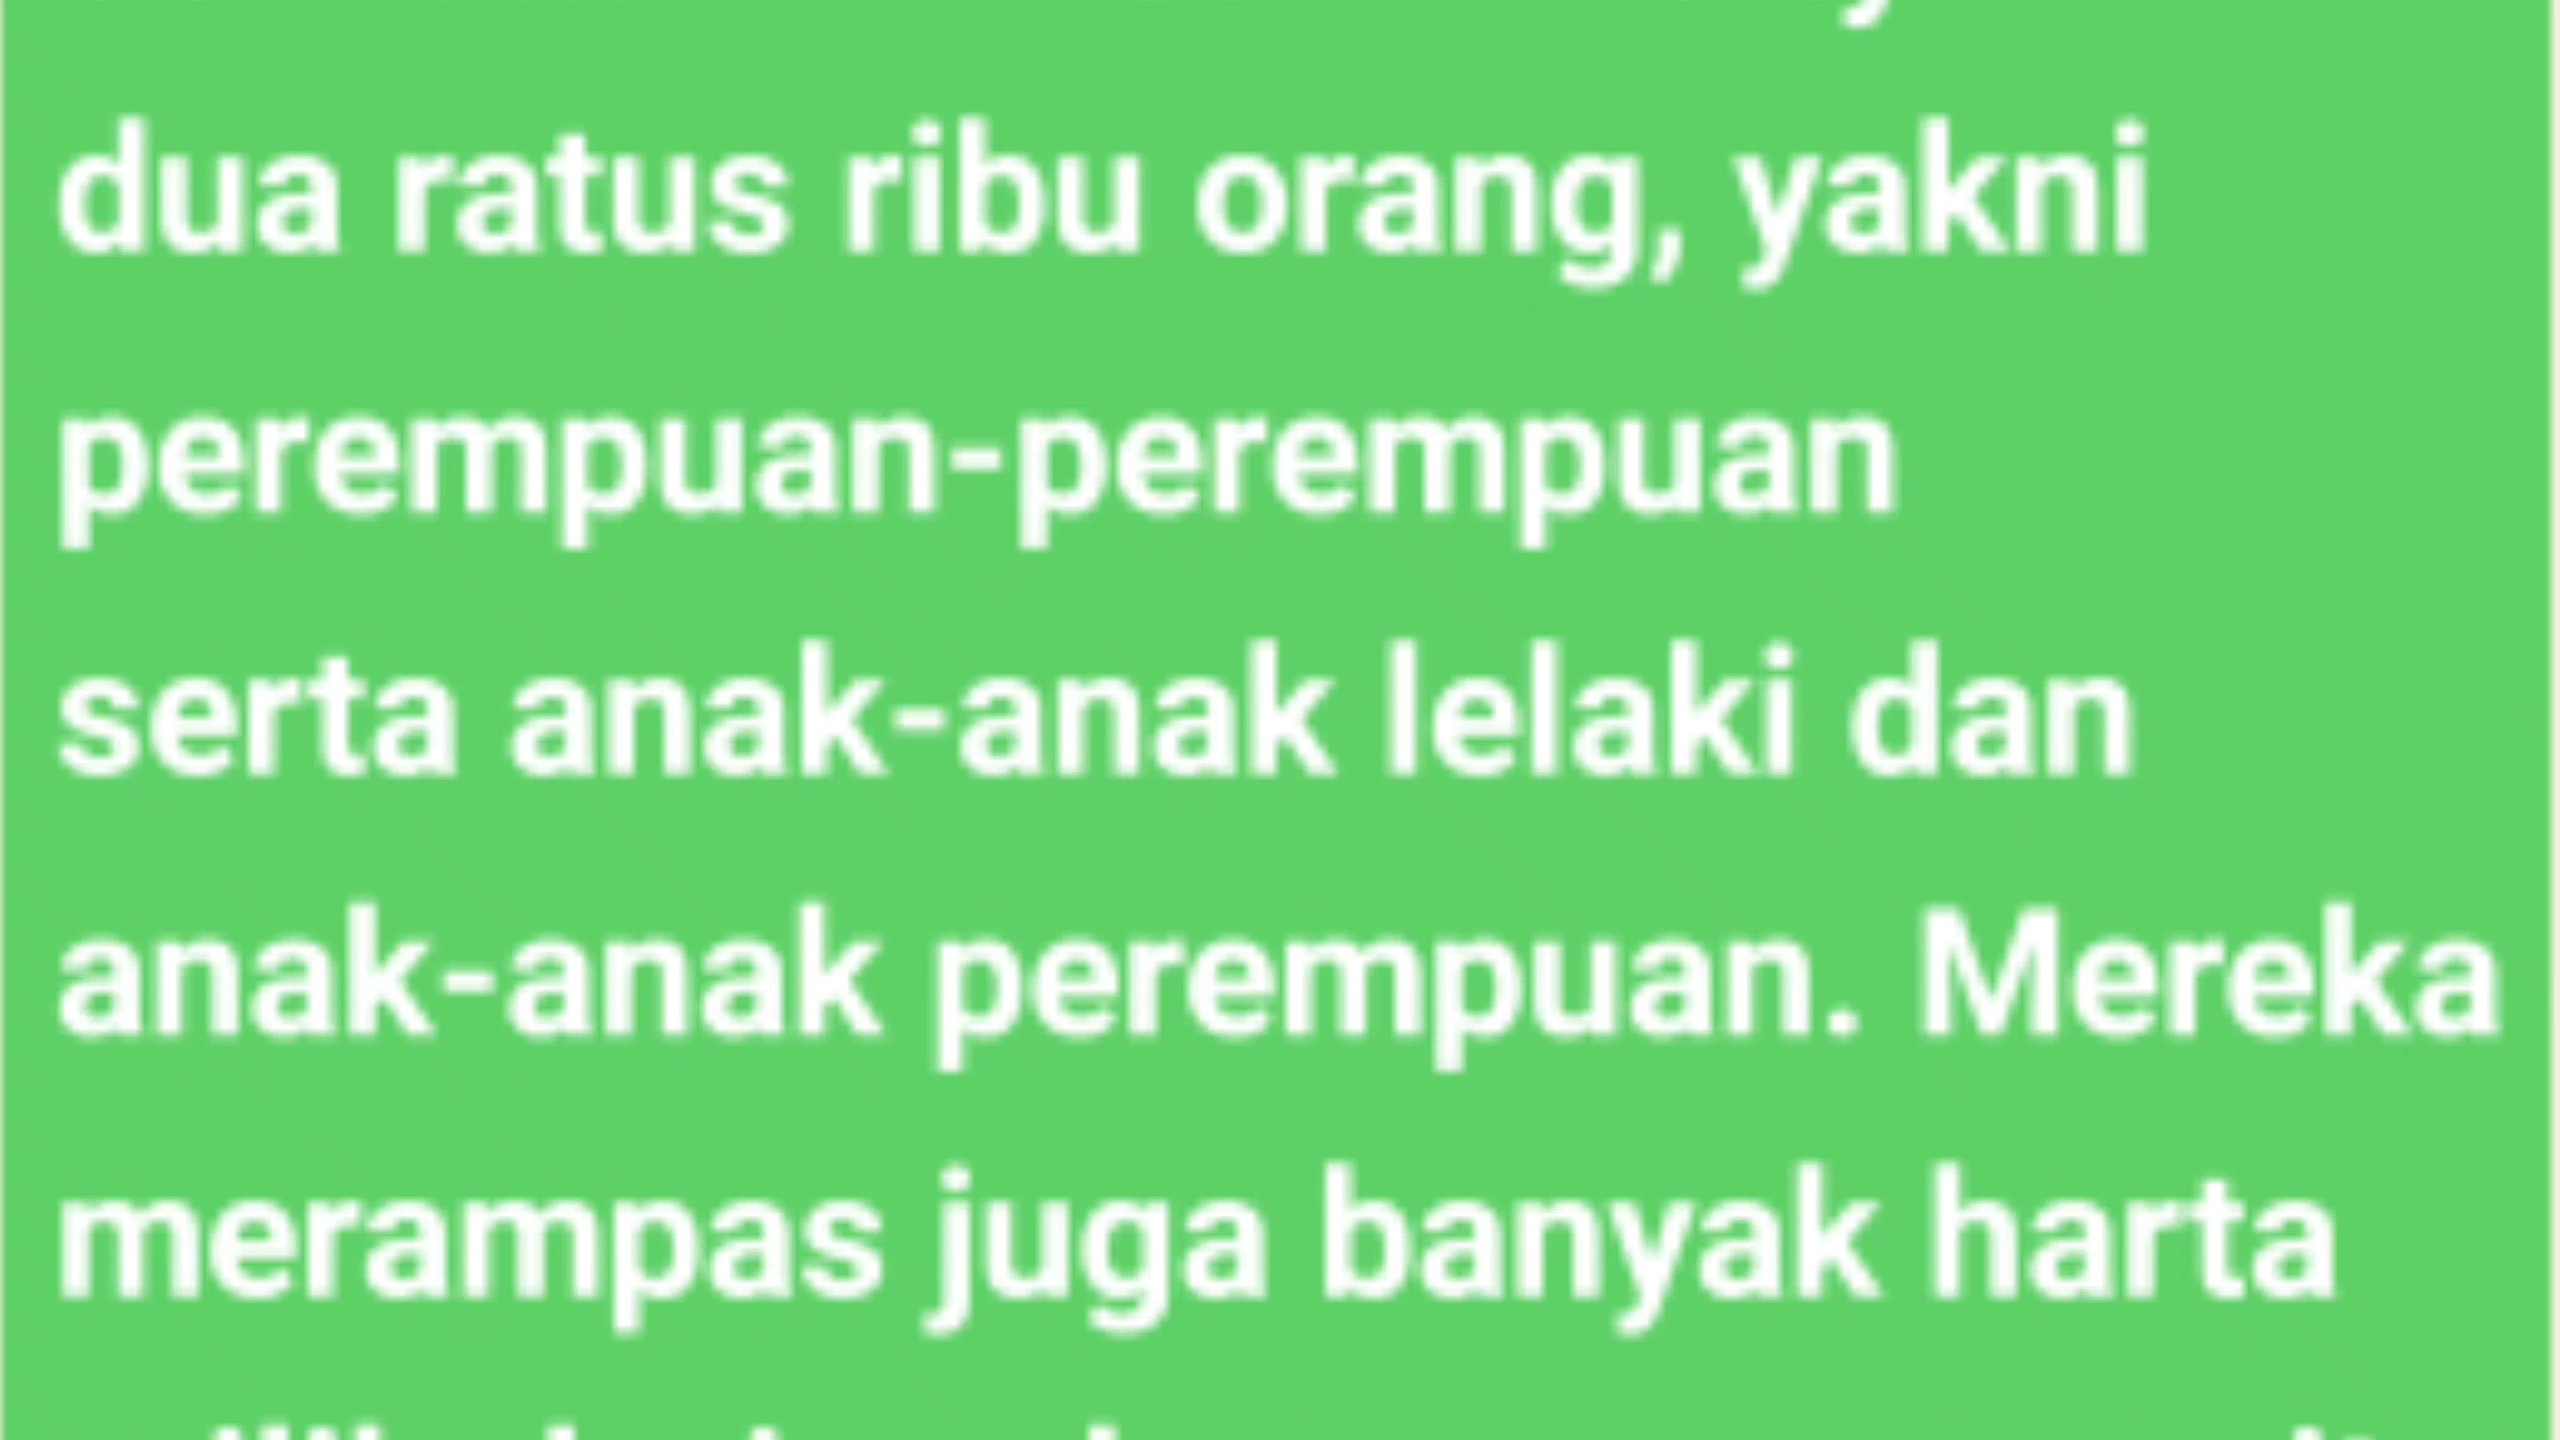 dua ratus ribu orang, yakni
perempuan-perempuan
serta anak-anak lelaki dan
anak-anak perempuan. Mereka
merampas juga banyak harta